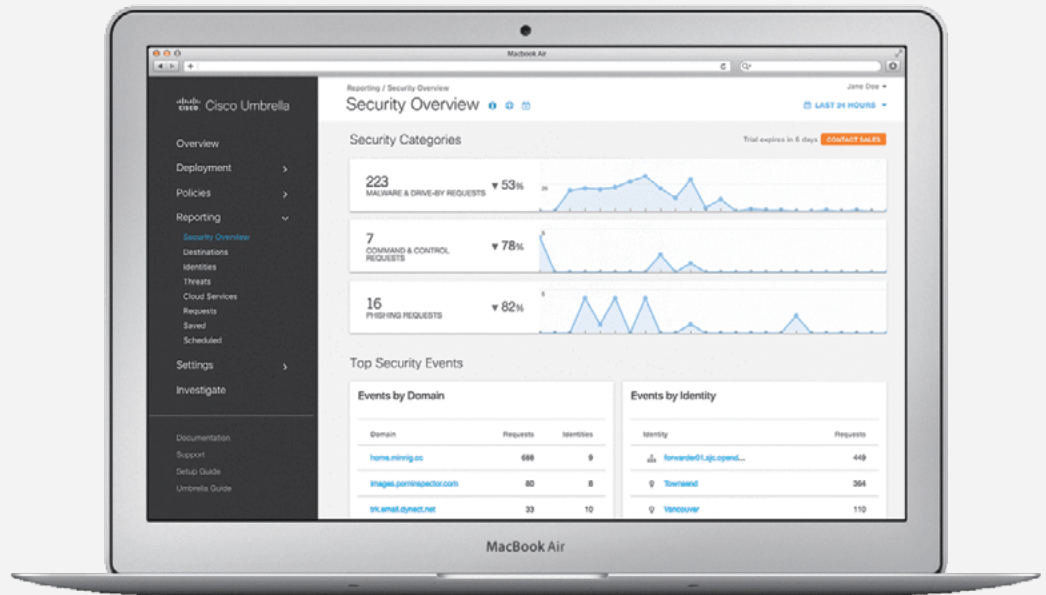 Macbook Air
CISCO Cisco Umbrella
Overview
Deployment
Policies
Reporting
Security Overview
Destinations
Identities
Threats
Cloud Services
Requests
Saved
Scheduled
Settings
Investigate
Documentation
Support
Setup Guide
Umbrella Guide
Reporting / Security Overview
Jane Doe
Security Overview
LAST 24 HOURS
Security Categories
Trial expires in 6 days CONTACT SALES
223
MALWARE & DRIVE-BY REQUESTS
53%
7
COMMAND & CONTROL
REQUESTS
78%
5
16
PHISHING REQUESTS
82%
5
Top Security Events
Events by Domain
Domain Requests Identities
home.minnig.cc 9
images.porninspector.com 80 8
trk.email.dynect.net 33 10
Events by Identity
Identity Requests
forwarder01.sjc.opend... 449
Townsend 364
Vancouver 110
MacBook Air